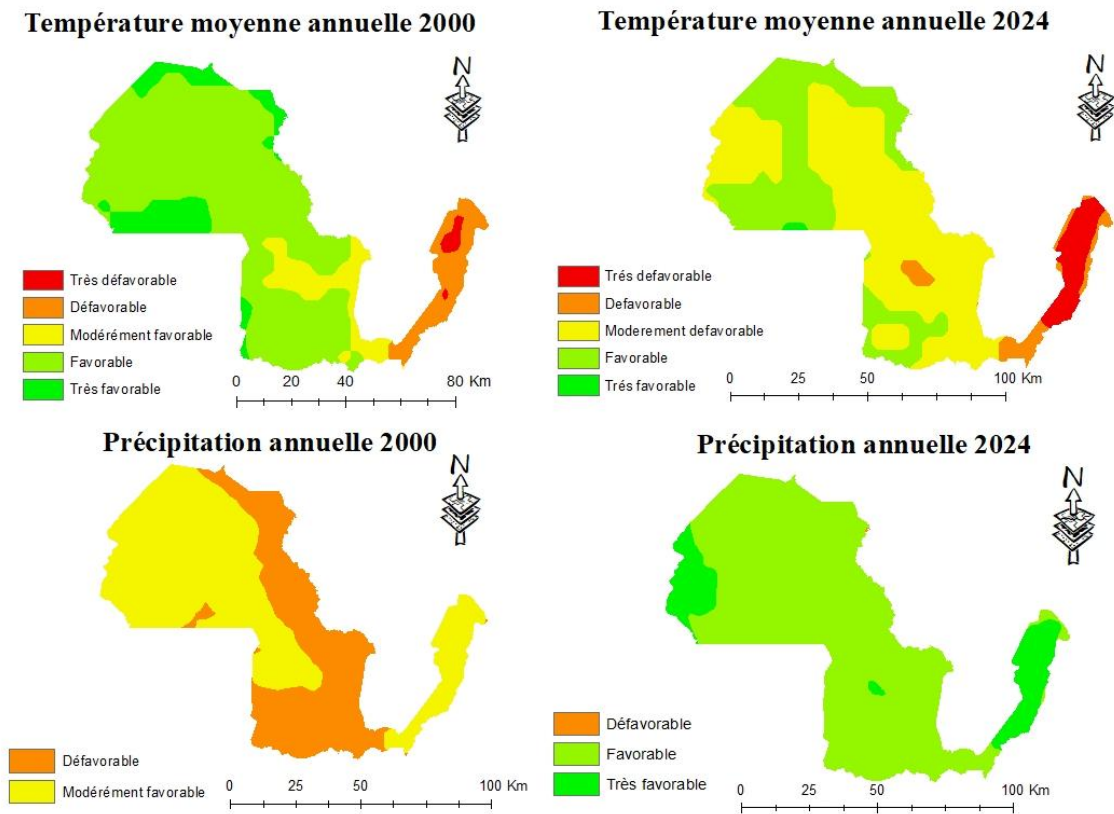 Température moyenne annuelle 2000
N
Très défavorable
Défavorable
Modérément favorable
Favorable
Très favorable
0 20 40 80 Km
Température moyenne annuelle 2024
N
Trés defavorable
Defavorable
Moderement defavorable
Favorable
Trés favorable
0 25 50 100 Km
Précipitation annuelle 2000
N
Défavorable
Modérément favorable
0 25 50 100 Km
Précipitation annuelle 2024
N
Défavorable
Favorable
Très favorable
0 25 50 100 Km